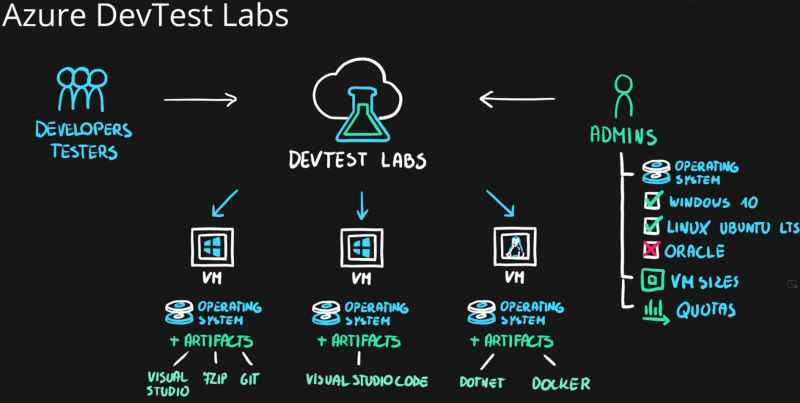 Azure DevTest Labs
DEVELOPERS
TESTERS
DEVTEST LABS
ADMINS
OPERATING
SYSTEM
WINDOWS 10
LINUX UBUNTU LTS
ORACLE
VM SIZES
QUOTAS
VM
OPERATING
SYSTEM
+ ARTIFACTS
VISUAL
STUDIO
7ZIP
GIT
VM
OPERATING
SYSTEM
+ ARTIFACTS
VISUAL STUDIO CODE
VM
OPERATING
SYSTEM
+ ARTIFACTS
DOTNET
DOCKER